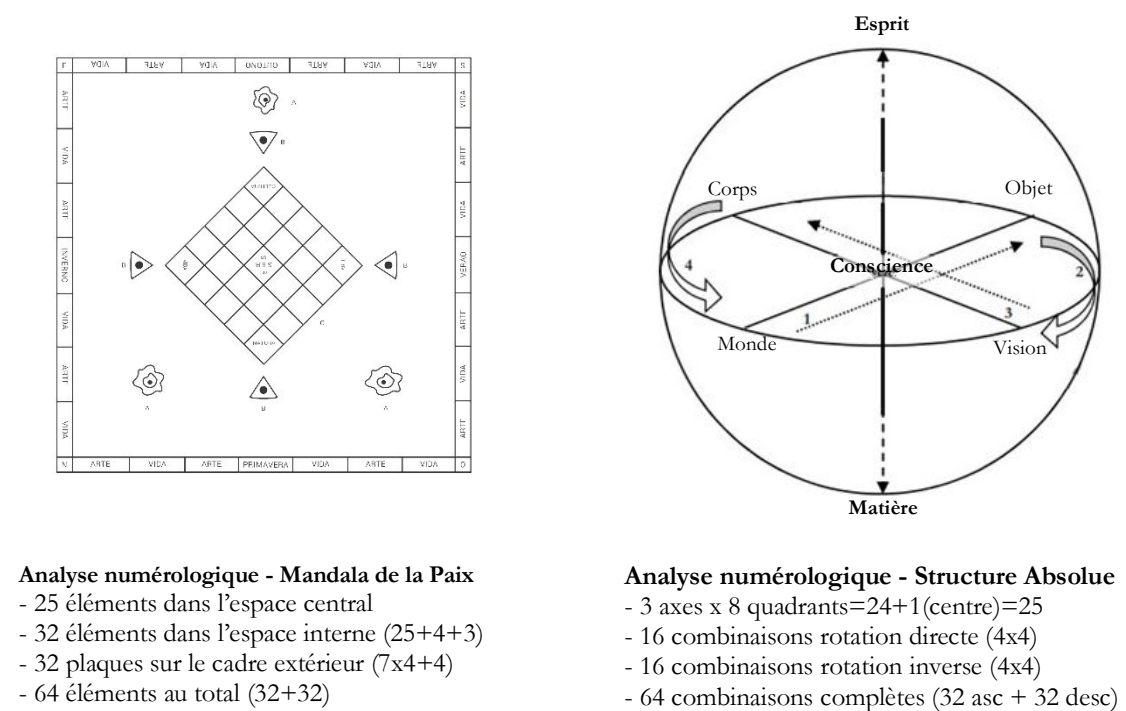 Esprit
Corps
Objet
Conscience
4
2
1
3
Monde
Vision
Matière
J VIDA ARTE VIDA OUTONO ARTE VIDA ARTE S
ARTE
VIDA
ARTE
INVERNO
VIDA
ARTE
VIDA
VIDA
ARTE
VIDA
VERÃO
ARTE
VIDA
ARTE
A
B
B
B
C
A
B
A
N ARTE VIDA ARTE PRIMAVERA VIDA ARTE VIDA O
Analyse numérologique - Mandala de la Paix
- 25 éléments dans l'espace central
- 32 éléments dans l'espace interne (25+4+3)
- 32 plaques sur le cadre extérieur (7x4+4)
- 64 éléments au total (32+32)
Analyse numérologique - Structure Absolue
- 3 axes x 8 quadrants=24+1(centre)=25
- 16 combinaisons rotation directe (4x4)
- 16 combinaisons rotation inverse (4x4)
- 64 combinaisons complètes (32 asc + 32 desc)